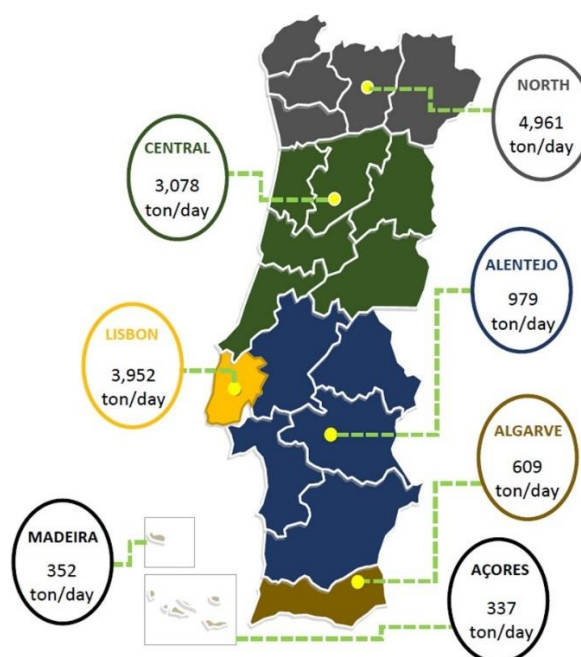 NORTH
4,961
ton/day
CENTRAL
3,078
ton/day
ALENTEJO
979
ton/day
LISBON
3,952
ton/day
ALGARVE
609
ton/day
MADEIRA
352
ton/day
AÇORES
337
ton/day